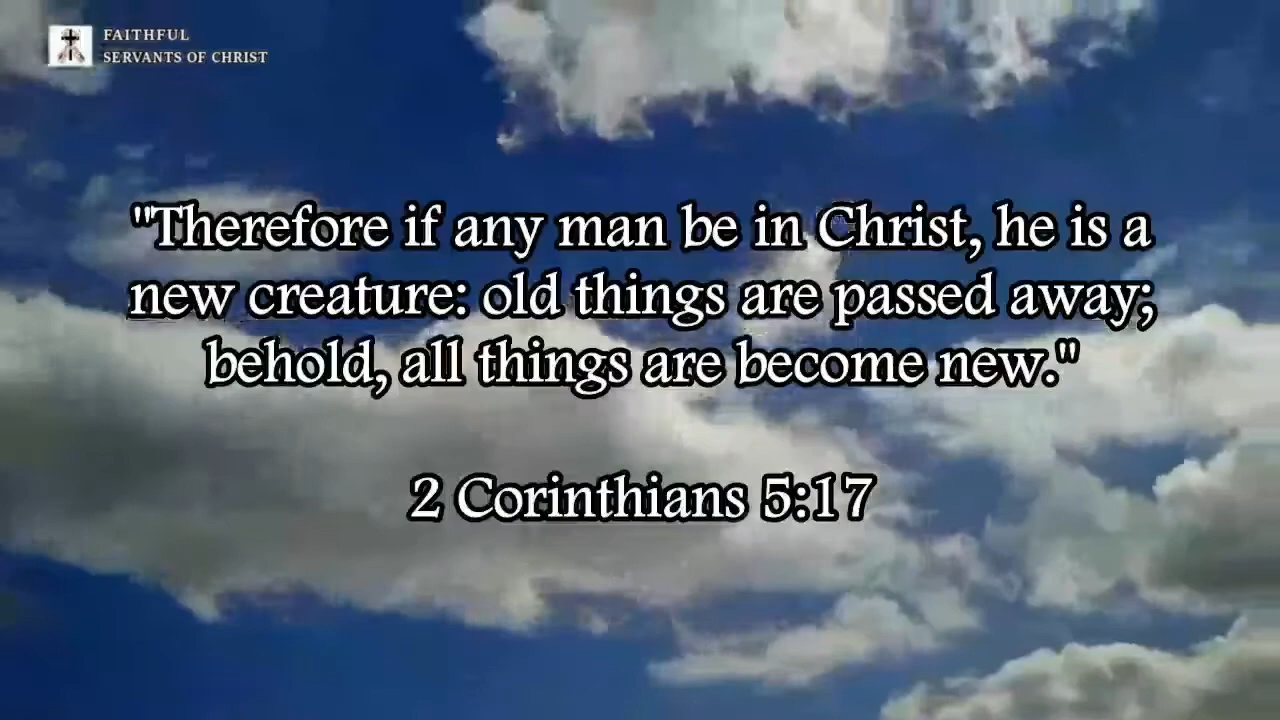 FAITHFUL
SERVANTS OF CHRIST
"Therefore if any man be in Christ, he is a
new creature: old things are passed away;
behold, all things are become new."
2 Corinthians 5:17